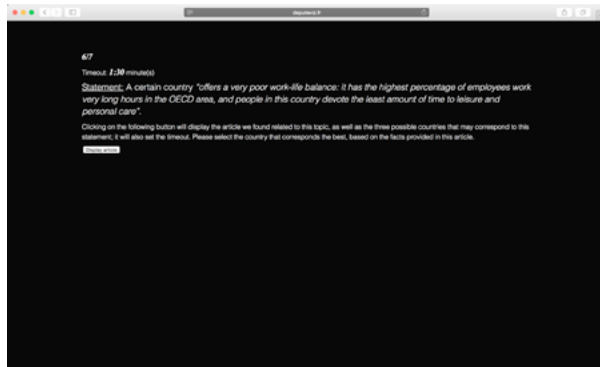 6/7
Timeout: 1:30 minute(s)
Statement: A certain country "offers a very poor work-life balance: it has the highest percentage of employees work
very long hours in the OECD area, and people in this country devote the least amount of time to leisure and
personal care".
Clicking on the following button will display the article we found related to this topic, as well as the three possible countries that may correspond to this
statement; it will also set the timeout. Please select the country that corresponds the best, based on the facts provided in this article.
Display article